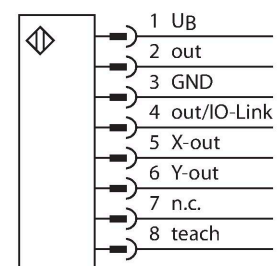 1 UB
2 out
3 GND
4 out/IO-Link
5 X-out
6 Y-out
7 n.c.
8 teach